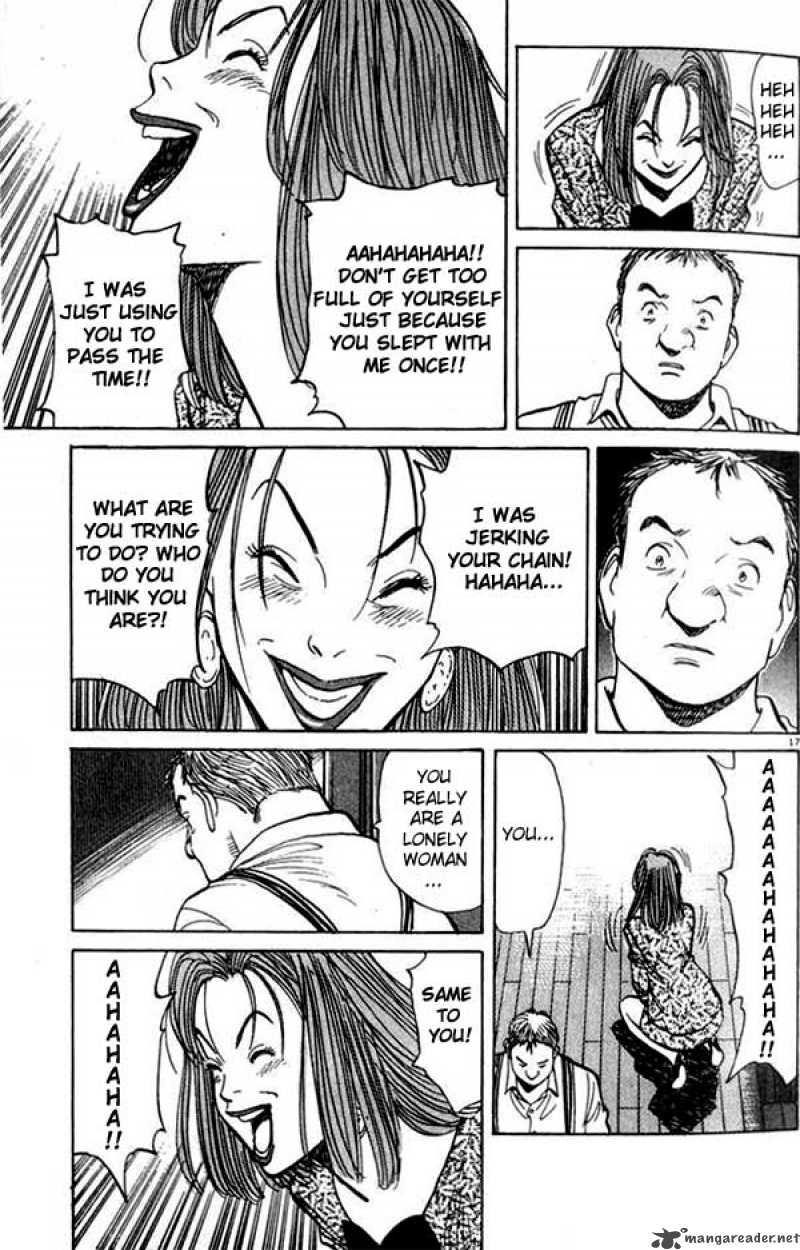 HEH
HEH
HEH
...
AAHAHAHAHA!!
DON'T GET TOO
FULL OF YOURSELF
JUST BECAUSE
YOU SLEPT WITH
ME ONCE!!
I WAS
JUST USING
YOU TO
PASS THE
TIME!!
I WAS
JERKING
YOUR CHAIN!
HAHAHA...
WHAT ARE
YOU TRYING
TO DO? WHO
DO YOU
THINK YOU
ARE?!
17
AAAAAAAHAHAHAHAHA!!
YOU...
YOU
REALLY
ARE A
LONELY
WOMAN
...
SAME
TO
YOU!
AAHAHAHA!!
mangareader.net